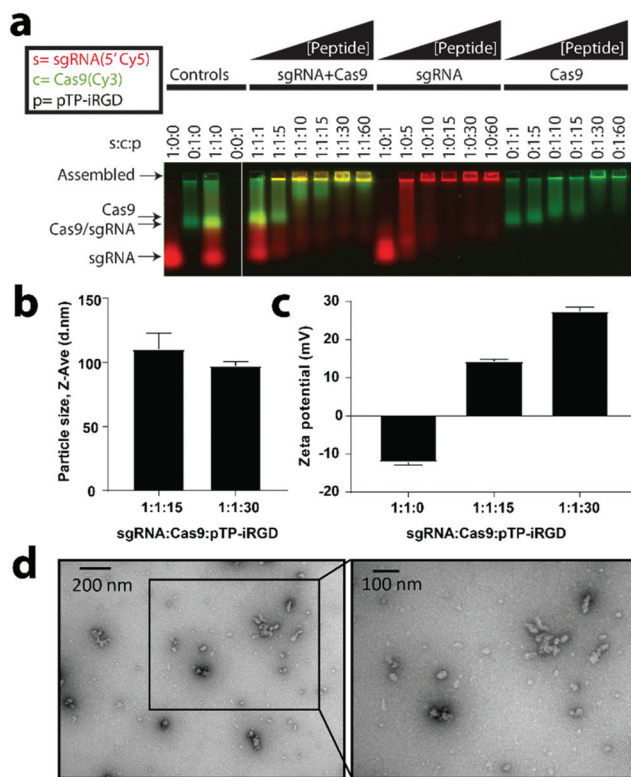 a
s= sgRNA(5' Cy5)
c= Cas9(Cy3)
p= pTP-iRGD
[Peptide] [Peptide] [Peptide]
Controls sgRNA+Cas9 sgRNA Cas9
s:c:p 1:0:0 0:1:0 1:1:0 0:0:1 1:1:1 1:1:5 1:1:10 1:1:15 1:1:30 1:1:60 1:0:1 1:0:5 1:0:10 1:0:15 1:0:30 1:0:60 0:1:1 0:1:5 0:1:10 0:1:15 0:1:30 0:1:60
Assembled
Cas9
Cas9/sgRNA
sgRNA
b
Particle size, Z-Ave (d.nm)
150
100
50
0
1:1:15 1:1:30
sgRNA:Cas9:pTP-iRGD
c
Zeta potential (mV)
30
20
10
0
-10
-20
1:1:0 1:1:15 1:1:30
sgRNA:Cas9:pTP-iRGD
d
200 nm
100 nm